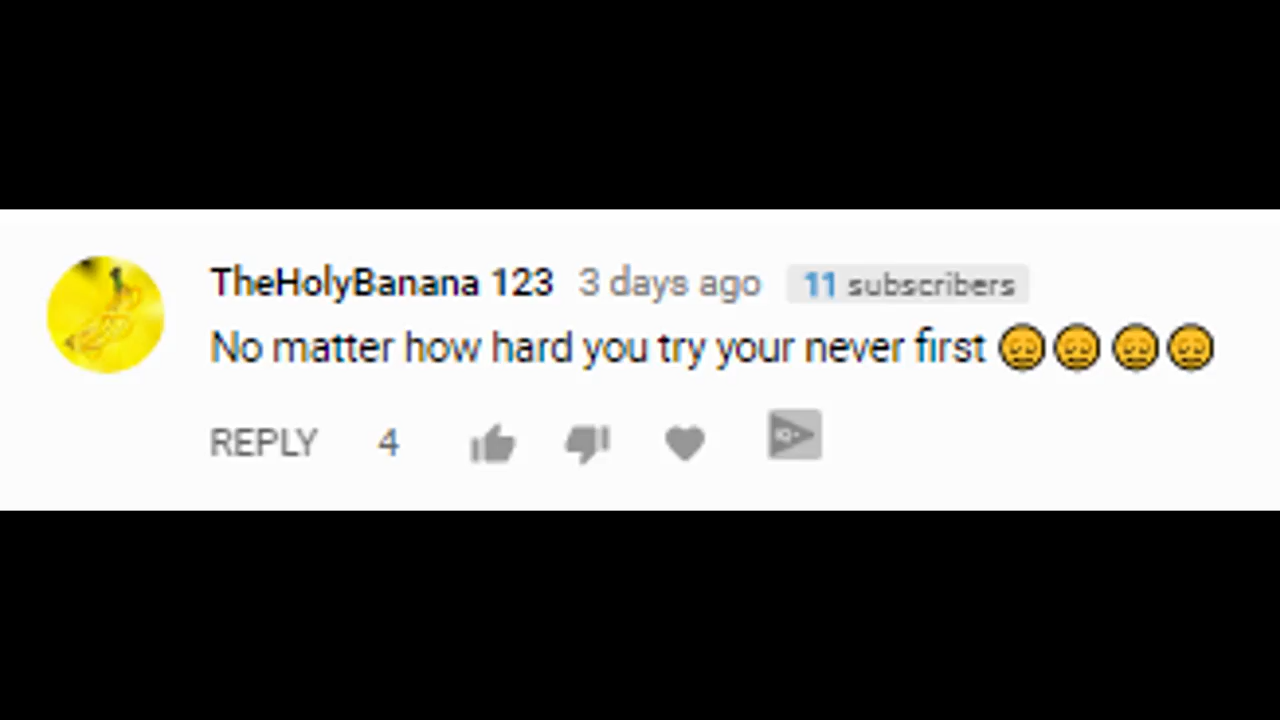 TheHolyBanana 123 3 days ago 11 subscribers
No matter how hard you try your never first 😞😞😞😞
REPLY 4